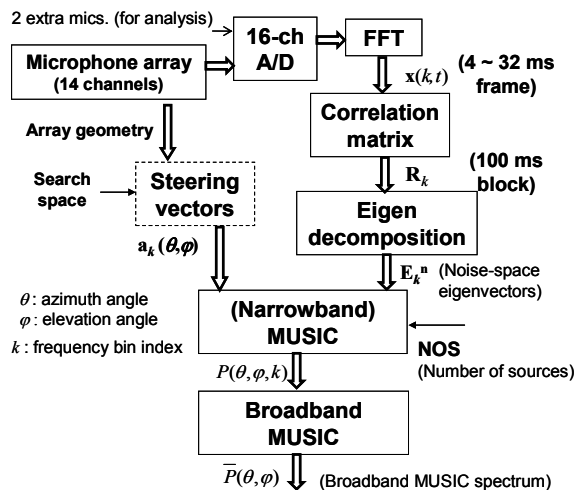 2 extra mics. (for analysis)
16-ch
A/D
FFT
Microphone array
(14 channels)
x(k,t)
(4 ~ 32 ms
frame)
Array geometry
Correlation
matrix
Search
space
Steering
vectors
R_k
(100 ms
block)
Eigen
decomposition
a_k(θ,φ)
E_k^n
(Noise-space
eigenvectors)
θ : azimuth angle
φ : elevation angle
k : frequency bin index
(Narrowband)
MUSIC
NOS
(Number of sources)
P(θ,φ,k)
Broadband
MUSIC
P̅(θ,φ)
(Broadband MUSIC spectrum)